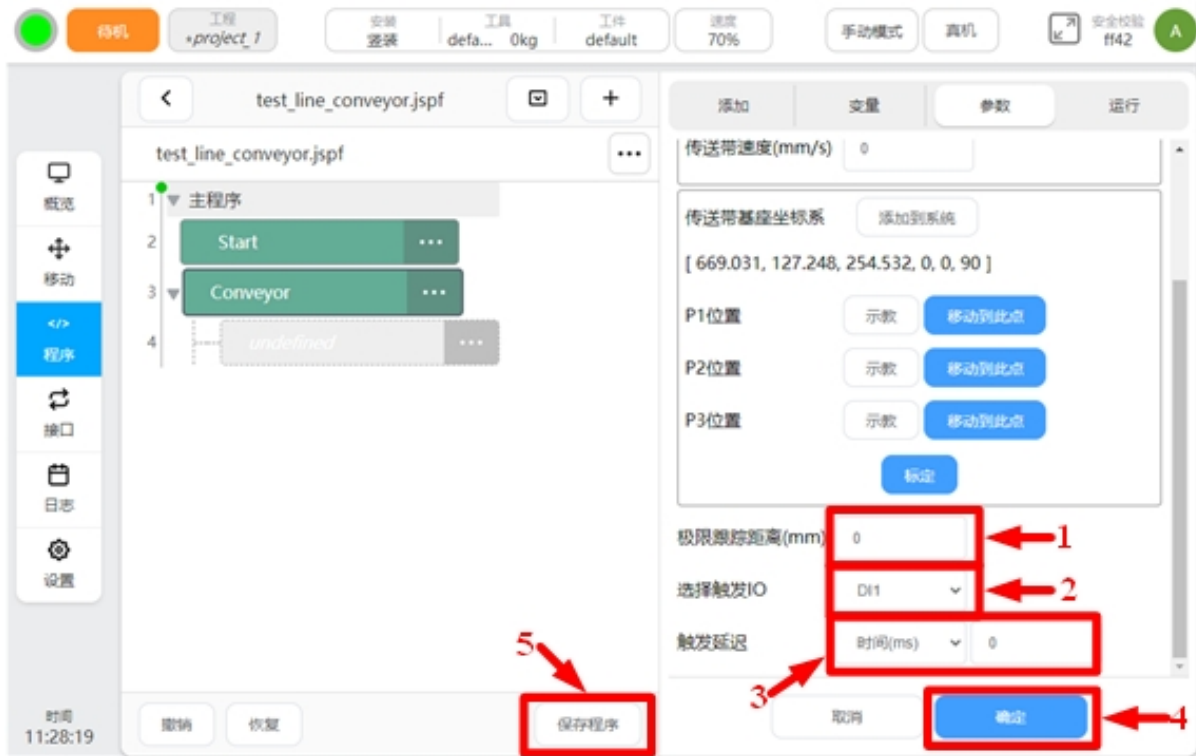 待机
工程
*project_1
安装
竖装
工具
defa... 0kg
工件
default
速度
70%
手动模式
真机
安全校验
ff42
A
test_line_conveyor.jspf
添加
变量
参数
运行
test_line_conveyor.jspf
概览
移动
</>
程序
接口
日志
设置
时间
11:28:19
1 主程序
2 Start
3 Conveyor
4 undefined
撤销
恢复
保存程序
5
传送带速度(mm/s) 0
传送带基座坐标系 添加到系统
[ 669.031, 127.248, 254.532, 0, 0, 90 ]
P1位置 示教 移动到此点
P2位置 示教 移动到此点
P3位置 示教 移动到此点
标定
极限跟踪距离(mm) 0 1
选择触发IO DI1 2
触发延迟 时间(ms) 0
3
取消 确定 4